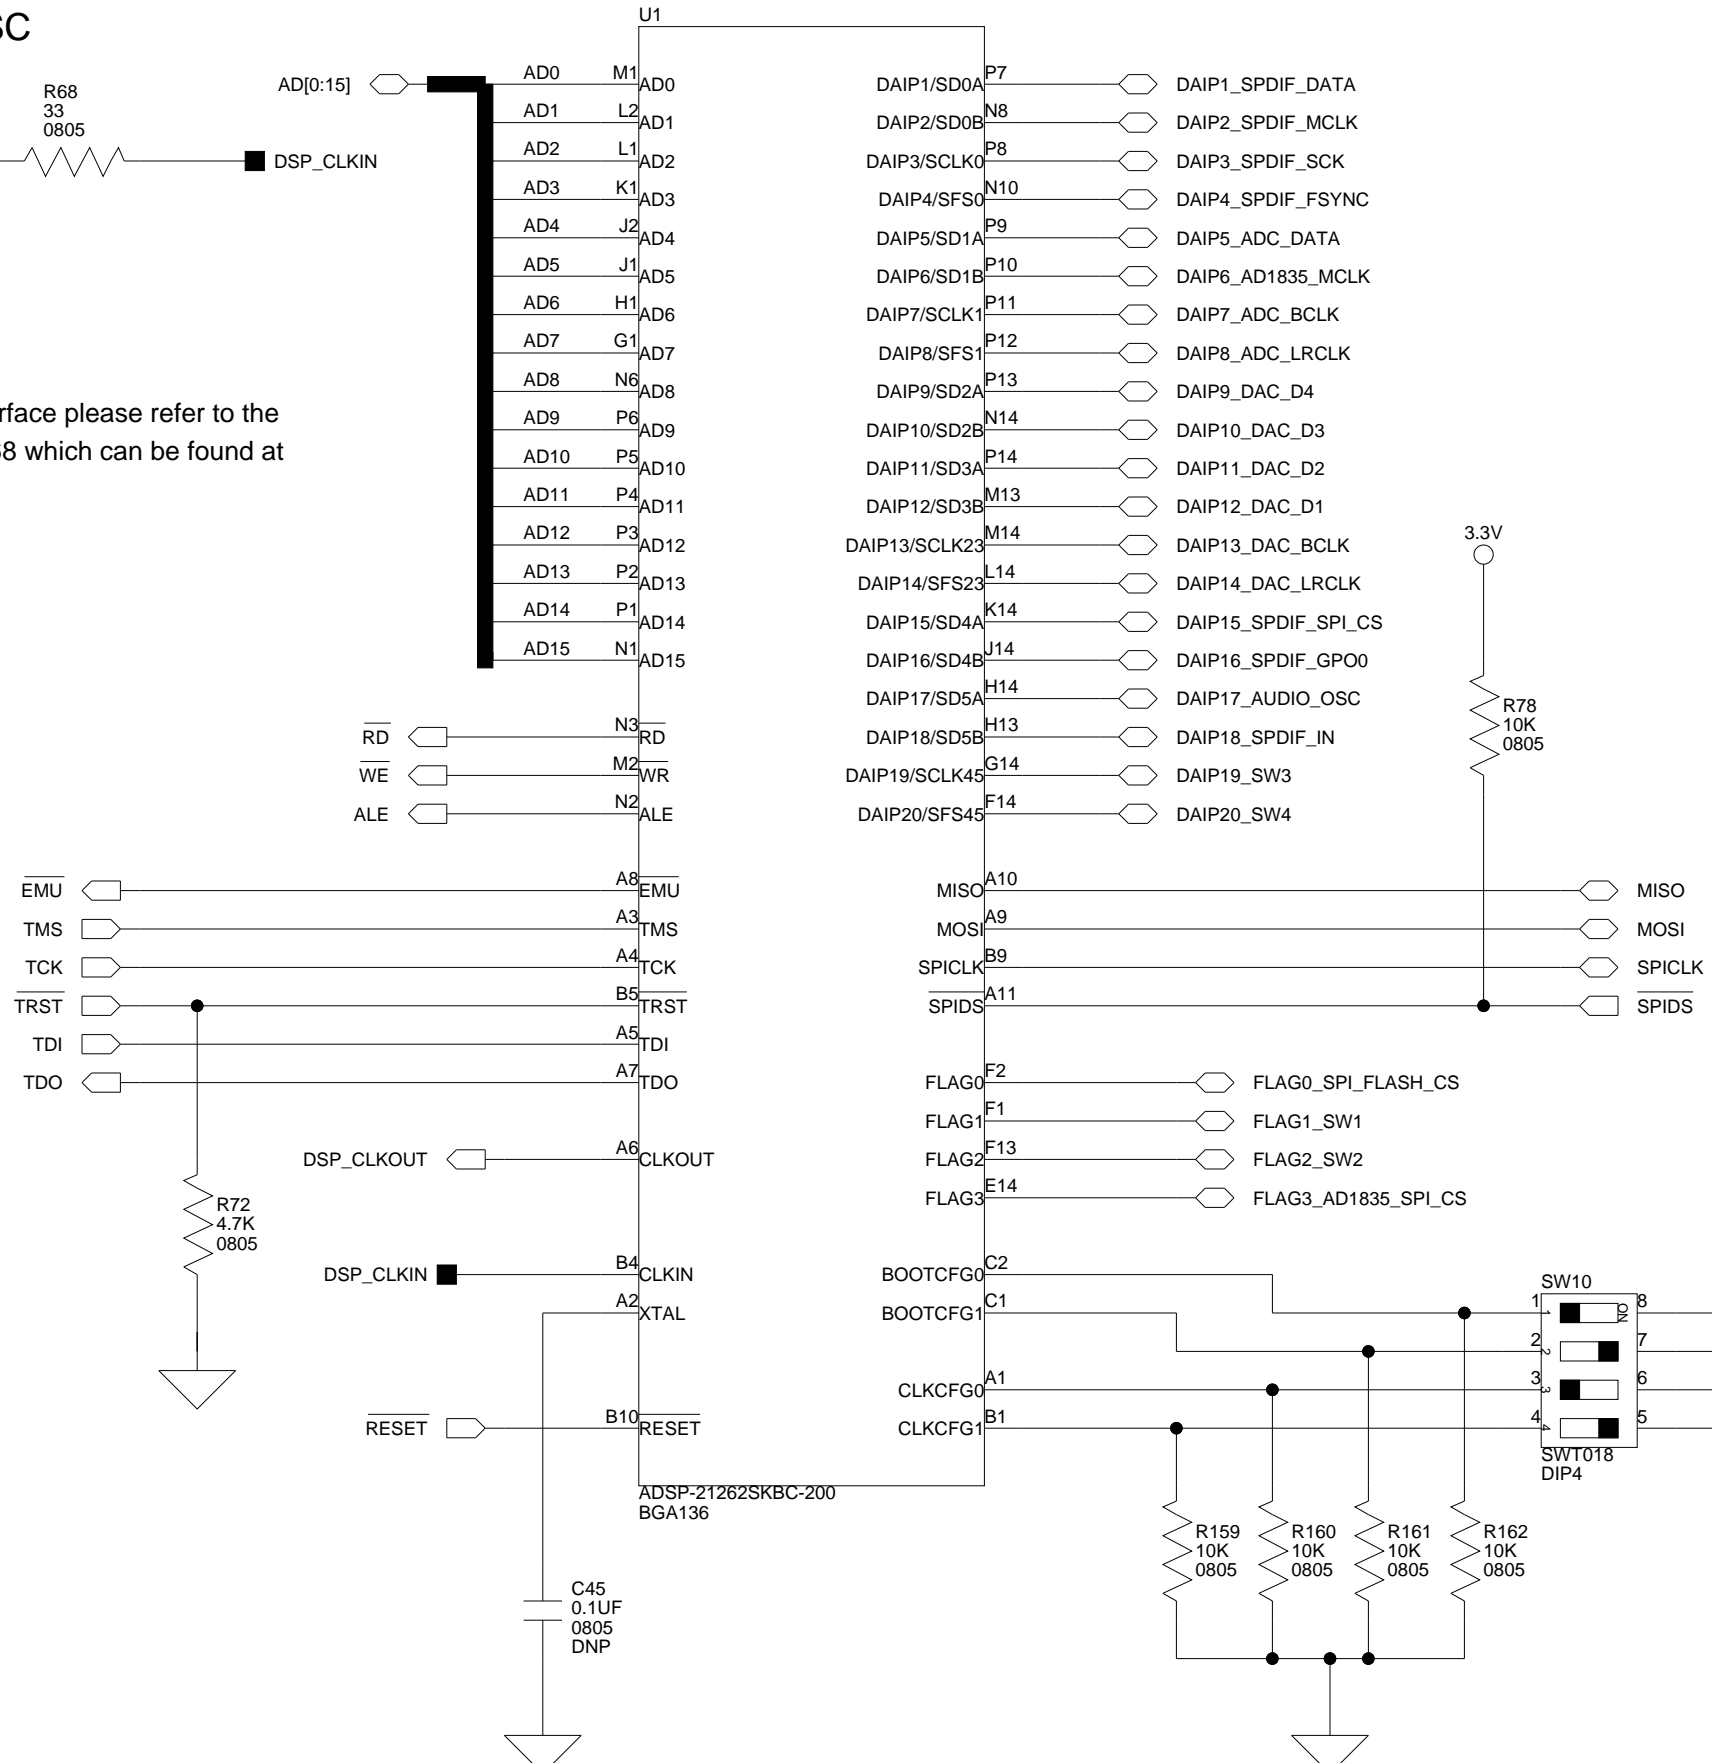 SC
U1
R68
33
0805
DSP_CLKIN
AD[0:15]
AD0 M1 AD0
AD1 L2 AD1
AD2 L1 AD2
AD3 K1 AD3
AD4 J2 AD4
AD5 J1 AD5
AD6 H1 AD6
AD7 G1 AD7
AD8 N6 AD8
AD9 P6 AD9
AD10 P5 AD10
AD11 P4 AD11
AD12 P3 AD12
AD13 P2 AD13
AD14 P1 AD14
AD15 N1 AD15
rface please refer to the
68 which can be found at
RD N3 RD
WE M2 WR
ALE N2 ALE
EMU A8 EMU
TMS A3 TMS
TCK A4 TCK
TRST B5 TRST
TDI A5 TDI
TDO A7 TDO
DSP_CLKOUT A6 CLKOUT
R72
4.7K
0805
DSP_CLKIN B4 CLKIN
A2 XTAL
RESET B10 RESET
C45
0.1UF
0805
DNP
DAIP1/SD0A P7 DAIP1_SPDIF_DATA
DAIP2/SD0B N8 DAIP2_SPDIF_MCLK
DAIP3/SCLK0 P8 DAIP3_SPDIF_SCK
DAIP4/SFS0 N10 DAIP4_SPDIF_FSYNC
DAIP5/SD1A P9 DAIP5_ADC_DATA
DAIP6/SD1B P10 DAIP6_AD1835_MCLK
DAIP7/SCLK1 P11 DAIP7_ADC_BCLK
DAIP8/SFS1 P12 DAIP8_ADC_LRCLK
DAIP9/SD2A P13 DAIP9_DAC_D4
DAIP10/SD2B N14 DAIP10_DAC_D3
DAIP11/SD3A P14 DAIP11_DAC_D2
DAIP12/SD3B M13 DAIP12_DAC_D1
DAIP13/SCLK23 M14 DAIP13_DAC_BCLK
DAIP14/SFS23 L14 DAIP14_DAC_LRCLK
DAIP15/SD4A K14 DAIP15_SPDIF_SPI_CS
DAIP16/SD4B J14 DAIP16_SPDIF_GPO0
DAIP17/SD5A H14 DAIP17_AUDIO_OSC
DAIP18/SD5B H13 DAIP18_SPDIF_IN
DAIP19/SCLK45 G14 DAIP19_SW3
DAIP20/SFS45 F14 DAIP20_SW4
3.3V
R78
10K
0805
MISO A10 MISO
MOSI A9 MOSI
SPICLK B9 SPICLK
SPIDS A11 SPIDS
FLAG0 F2 FLAG0_SPI_FLASH_CS
FLAG1 F1 FLAG1_SW1
FLAG2 F13 FLAG2_SW2
FLAG3 E14 FLAG3_AD1835_SPI_CS
BOOTCFG0 C2
BOOTCFG1 C1
CLKCFG0 A1
CLKCFG1 B1
SW10
1 1 ON 8
2 2 7
3 3 6
4 4 5
SWT018
DIP4
ADSP-21262SKBC-200
BGA136
R159
10K
0805
R160
10K
0805
R161
10K
0805
R162
10K
0805